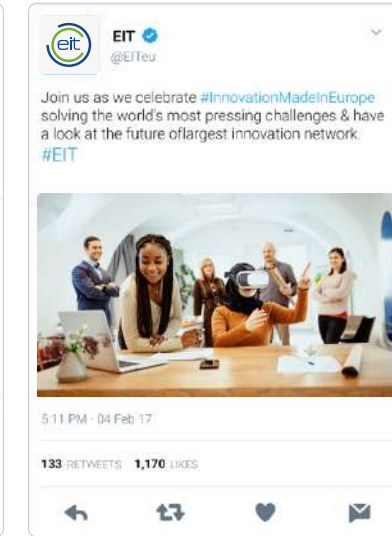 eit
EIT
@EITeu
Join us as we celebrate #InnovationMadeInEurope
solving the world's most pressing challenges & have
a look at the future oflargest innovation network.
#EIT
5:11 PM - 04 Feb 17
133 RETWEETS 1,170 LIKES